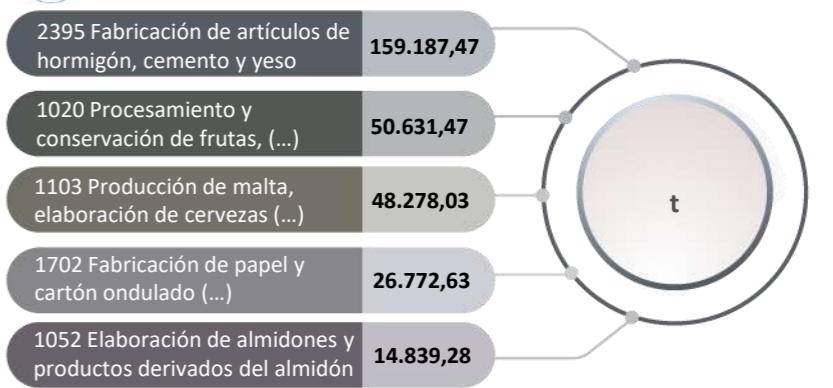 2395 Fabricación de artículos de
hormigón, cemento y yeso
159.187,47
1020 Procesamiento y
conservación de frutas, (...)
50.631,47
1103 Producción de malta,
elaboración de cervezas (...)
48.278,03
1702 Fabricación de papel y
cartón ondulado (...)
26.772,63
1052 Elaboración de almidones y
productos derivados del almidón
14.839,28
t